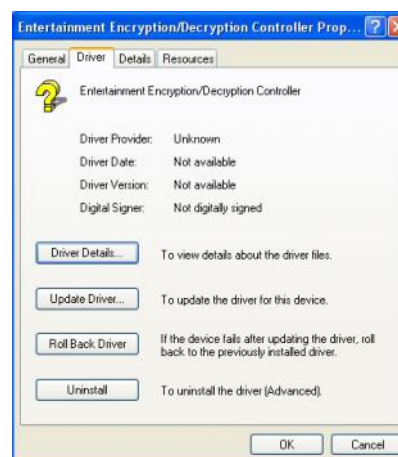 Entertainment Encryption/Decryption Controller Prop... ?
General Driver Details Resources
Entertainment Encryption/Decryption Controller
Driver Provider: Unknown
Driver Date: Not available
Driver Version: Not available
Digital Signer: Not digitally signed
Driver Details... To view details about the driver files.
Update Driver... To update the driver for this device.
Roll Back Driver If the device fails after updating the driver, roll
back to the previously installed driver.
Uninstall To uninstall the driver (Advanced).
OK Cancel